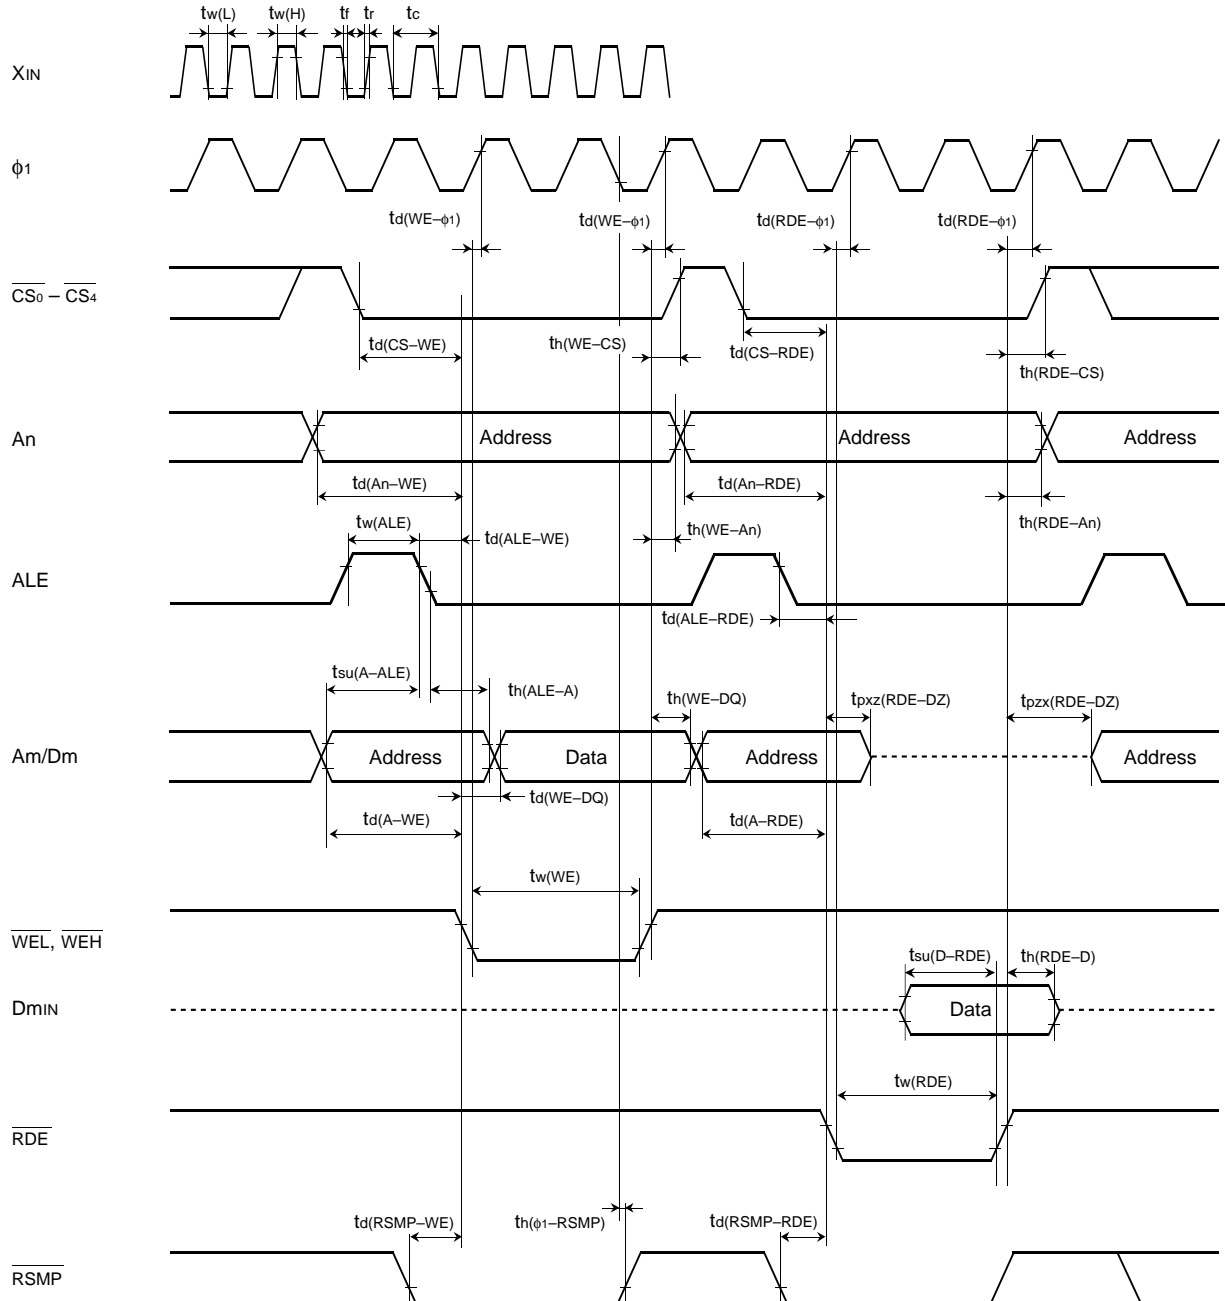 tw(L) tw(H) tf tr tc
XIN
ϕ1
td(WE–ϕ1) td(WE–ϕ1) td(RDE–ϕ1) td(RDE–ϕ1)
CS0 – CS4
td(CS–WE) th(WE–CS) td(CS–RDE) th(RDE–CS)
An Address Address Address
td(An–WE) td(An–RDE)
tw(ALE) td(ALE–WE) th(WE–An) th(RDE–An)
ALE
td(ALE–RDE)
tsu(A–ALE) th(ALE–A) th(WE–DQ) tpxz(RDE–DZ) tpzx(RDE–DZ)
Am/Dm Address Data Address Address
td(WE–DQ)
td(A–WE) td(A–RDE)
tw(WE)
WEL, WEH
tsu(D–RDE) th(RDE–D)
DmIN Data
tw(RDE)
RDE
td(RSMP–WE) th(ϕ1–RSMP) td(RSMP–RDE)
RSMP